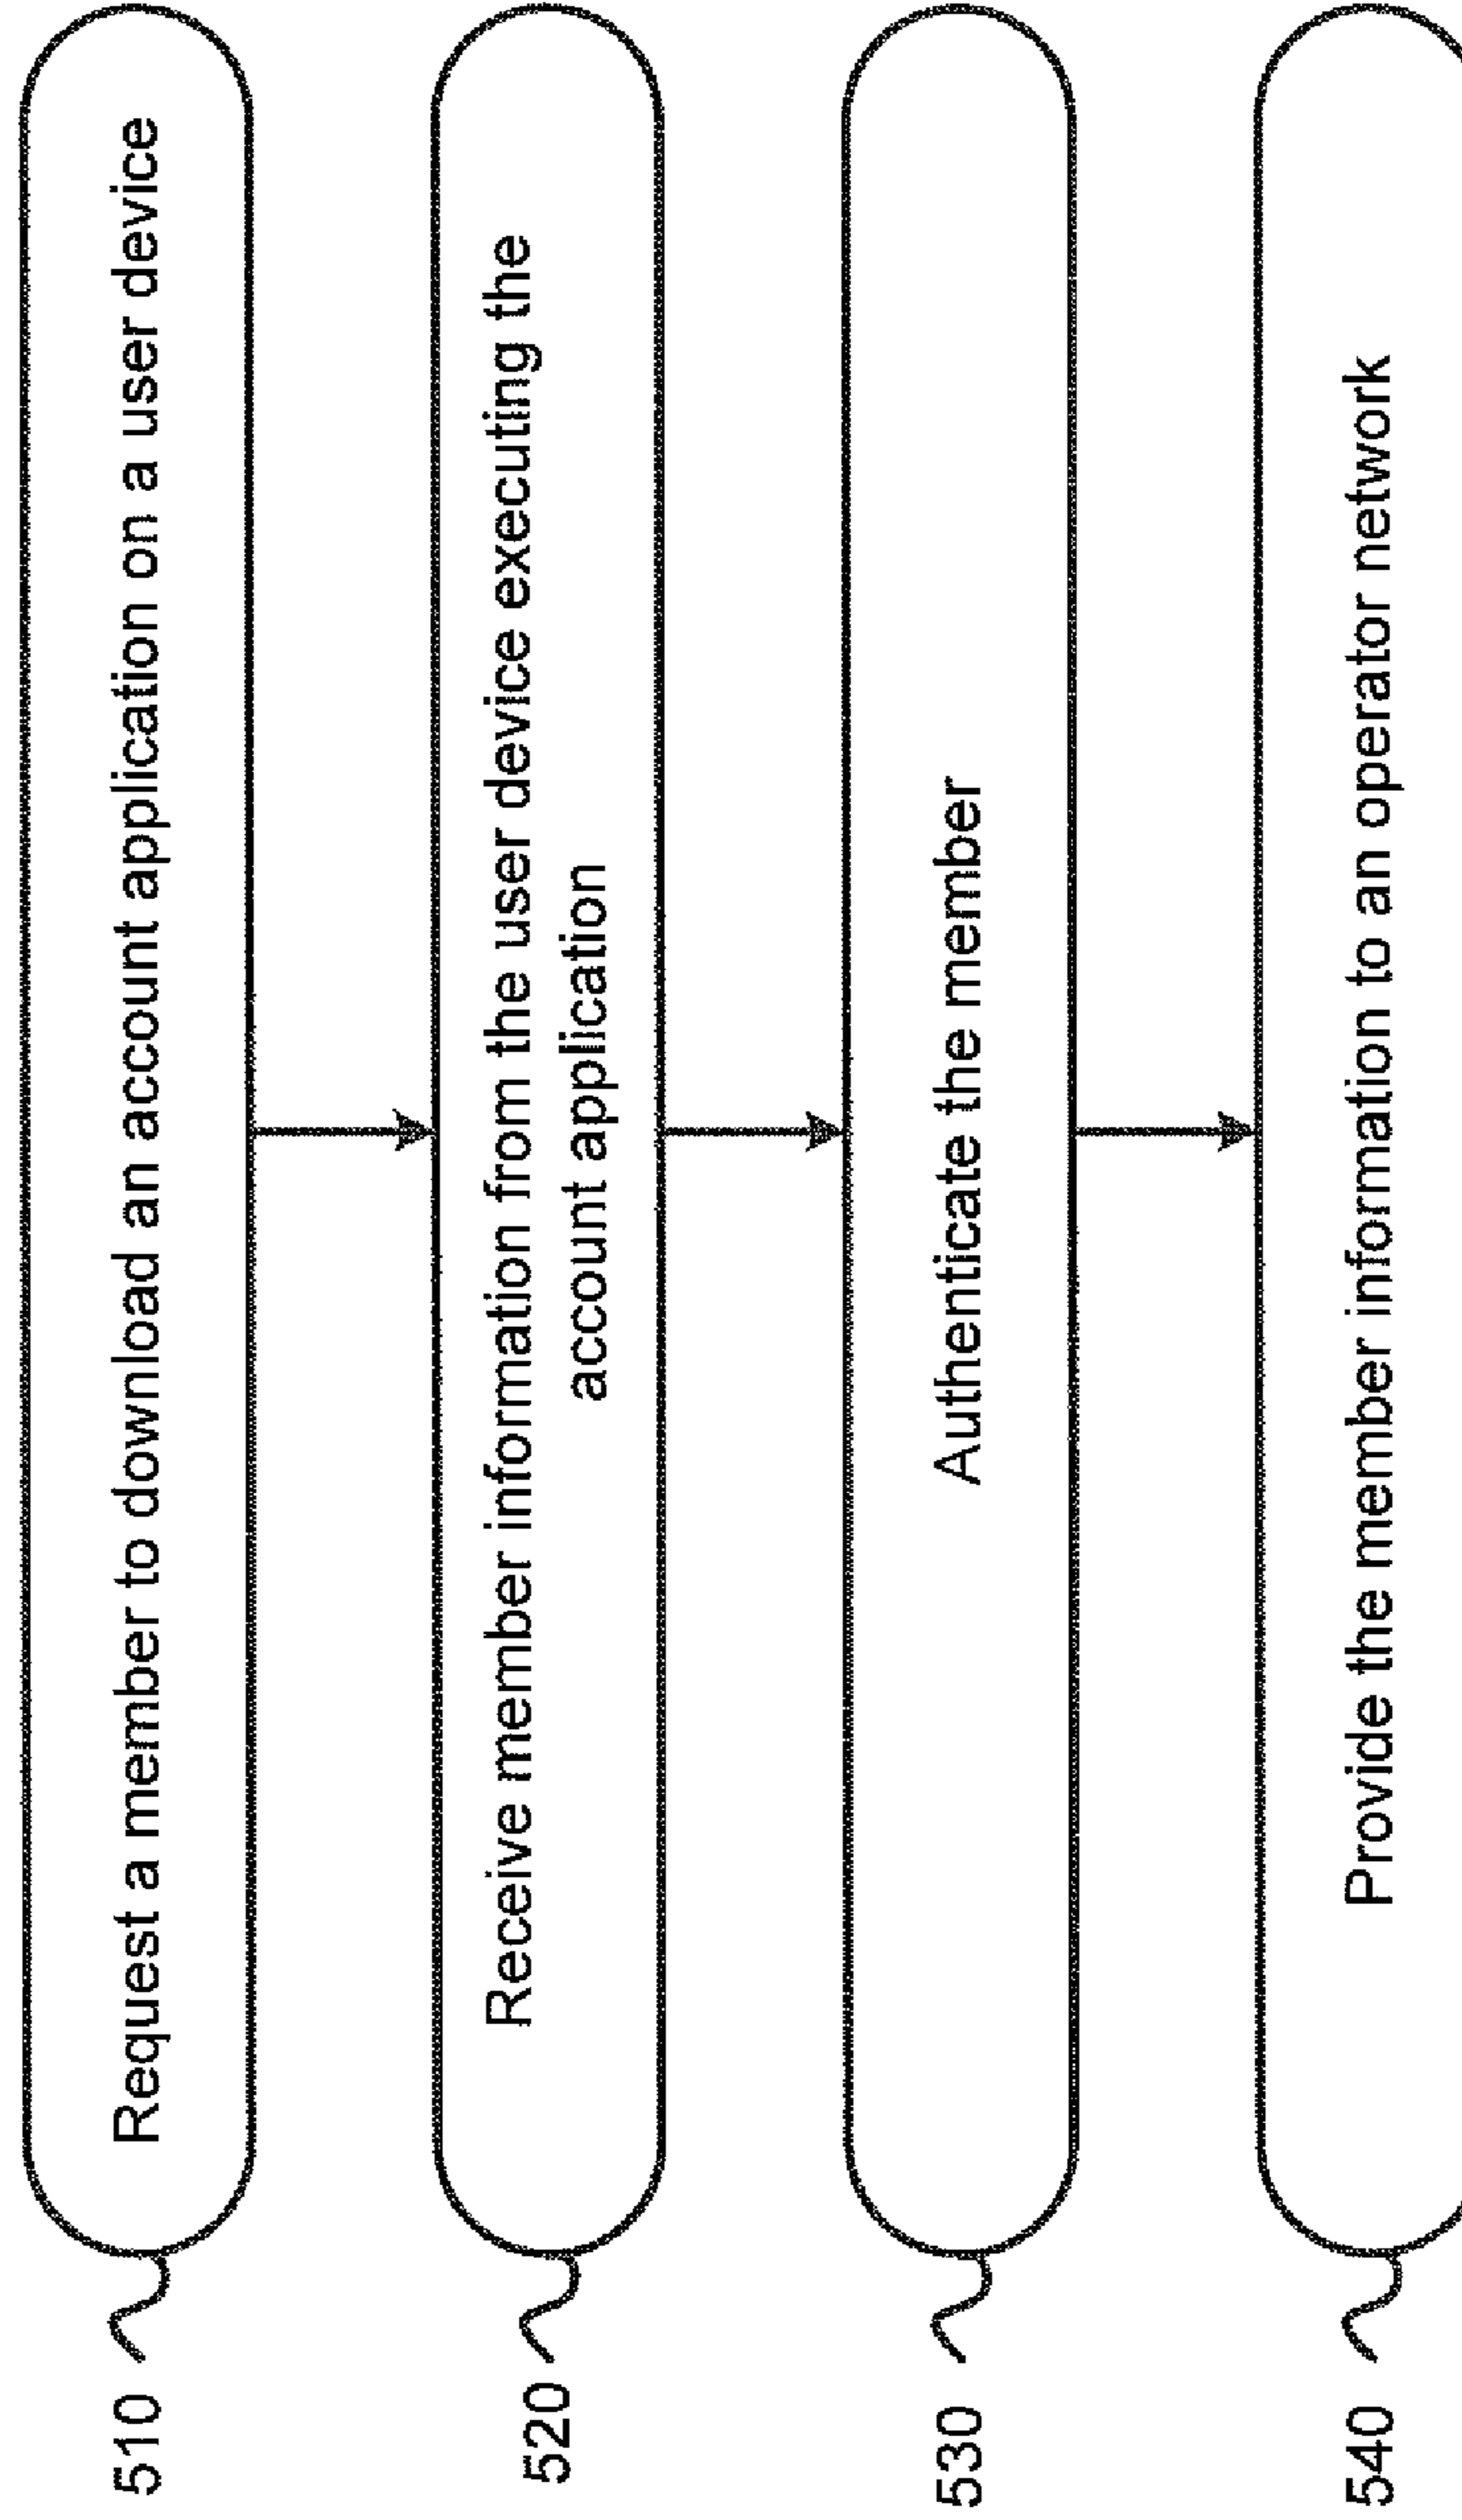 510
Request a member to download an account application on a user device
520
Receive member information from the user device executing the
account application
530
Authenticate the member
540
Provide the member information to an operator network